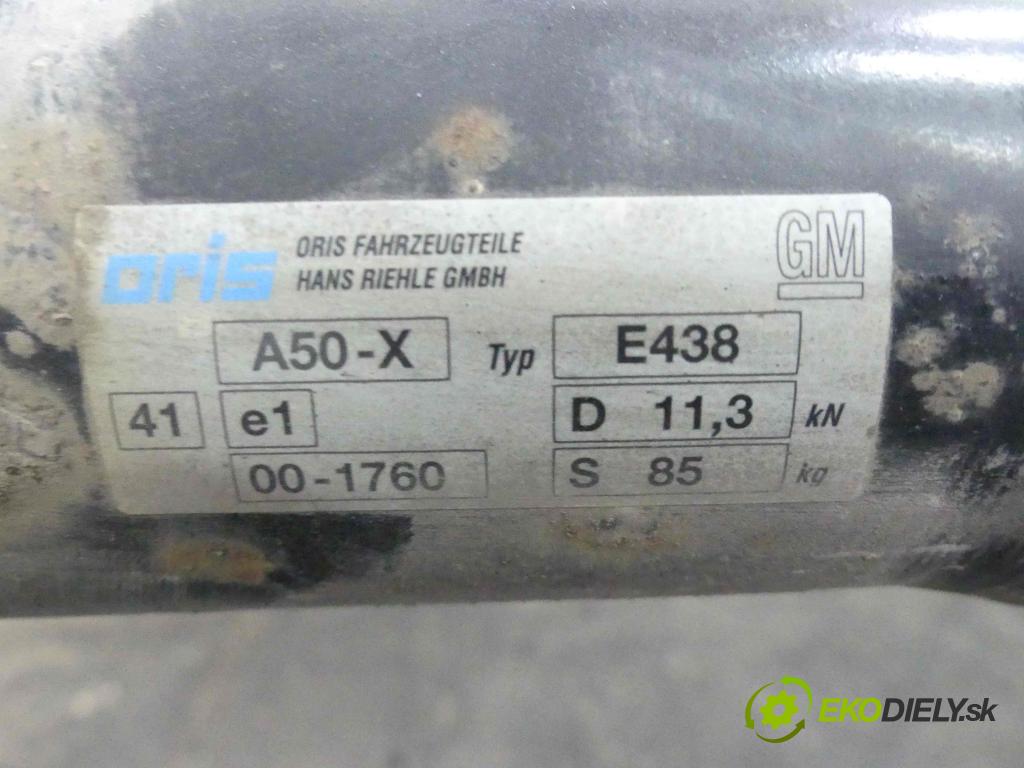 oris ORIS FAHRZEUGTEILE
HANS RIEHLE GMBH
GM
A50-X Typ E438
41 e1 D 11,3 kN
00-1760 S 85 kg
EKODIELY.sk